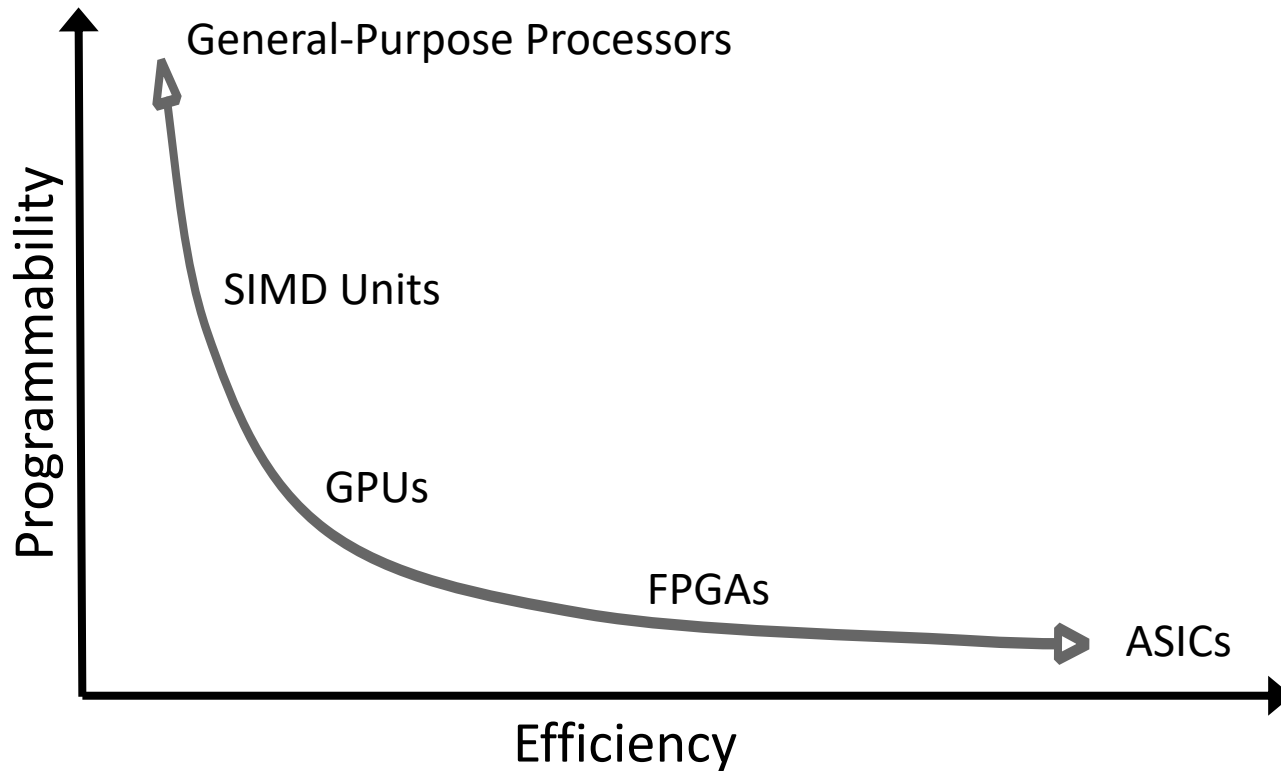 General-Purpose Processors
Programmability
SIMD Units
GPUs
FPGAs
ASICs
Efficiency